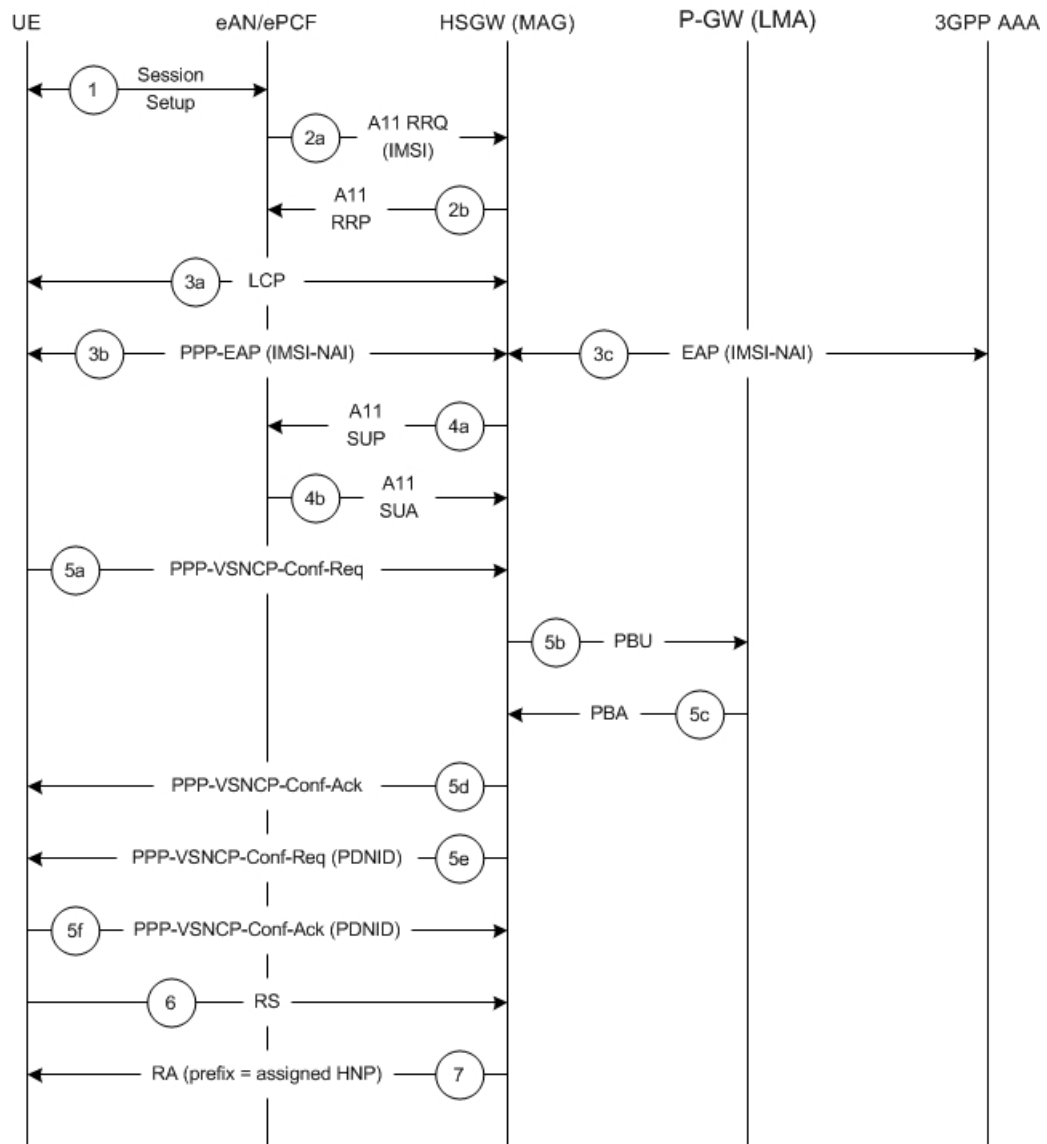 UE eAN/ePCF HSGW (MAG) P-GW (LMA) 3GPP AAA
1 Session
Setup
2a A11 RRQ
(IMSI)
A11
RRP 2b
3a LCP
3b PPP-EAP (IMSI-NAI) 3c EAP (IMSI-NAI)
A11
SUP 4a
4b A11
SUA
5a PPP-VSNCP-Conf-Req
5b PBU
PBA 5c
PPP-VSNCP-Conf-Ack 5d
PPP-VSNCP-Conf-Req (PDNID) 5e
5f PPP-VSNCP-Conf-Ack (PDNID)
6 RS
RA (prefix = assigned HNP) 7